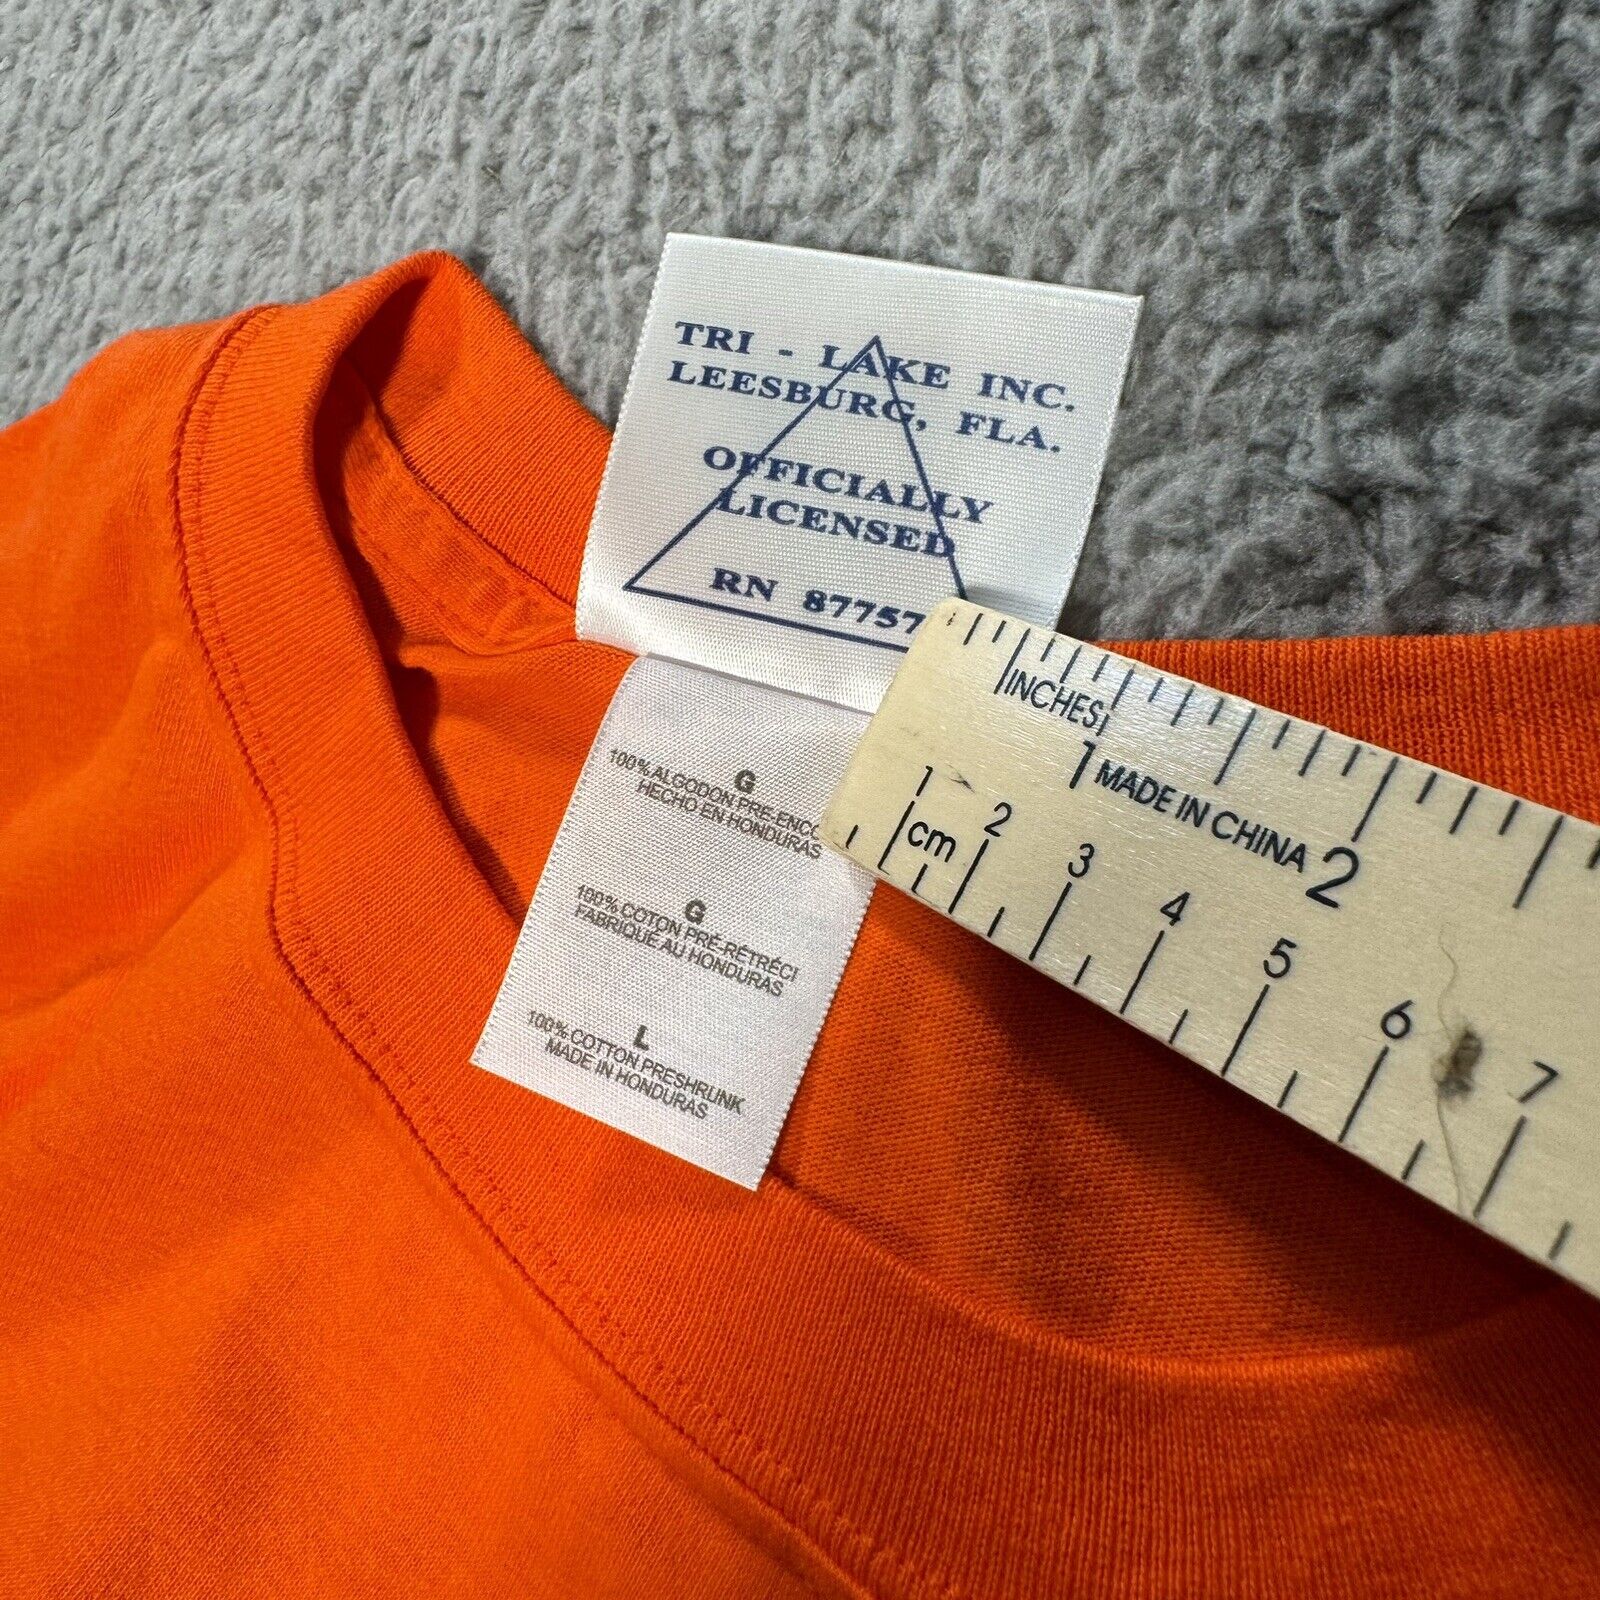 TRI - LAKE INC.
LEESBURG, FLA.
OFFICIALLY
LICENSED
RN 87757
G
100% ALGODON PRE-ENCO
HECHO EN HONDURAS
G
100% COTON PRÉ-RÉTRÉCI
FABRIQUE AU HONDURAS
L
100% COTTON PRESHRUNK
MADE IN HONDURAS
INCHES
1 MADE IN CHINA 2
1 2 3 4 5 6 7
cm